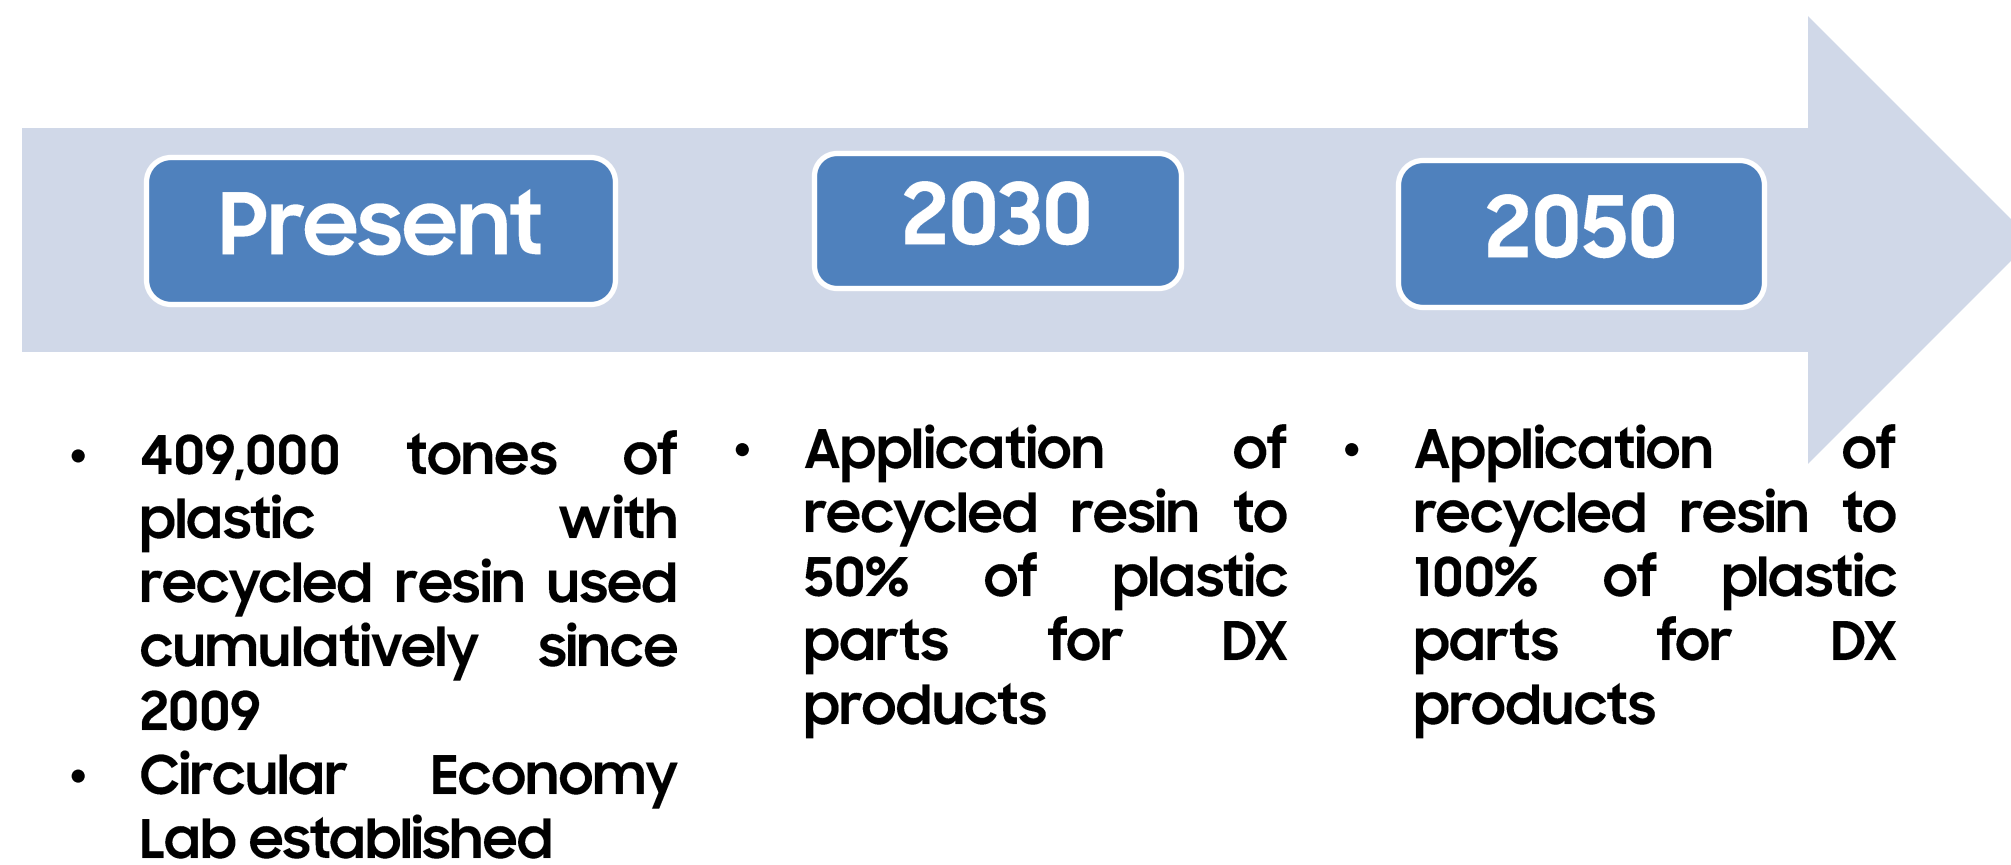 Present
2030
2050
• 409,000 tones of
plastic with
recycled resin used
cumulatively since
2009
• Circular Economy
Lab established
• Application of
recycled resin to
50% of plastic
parts for DX
products
• Application of
recycled resin to
100% of plastic
parts for DX
products